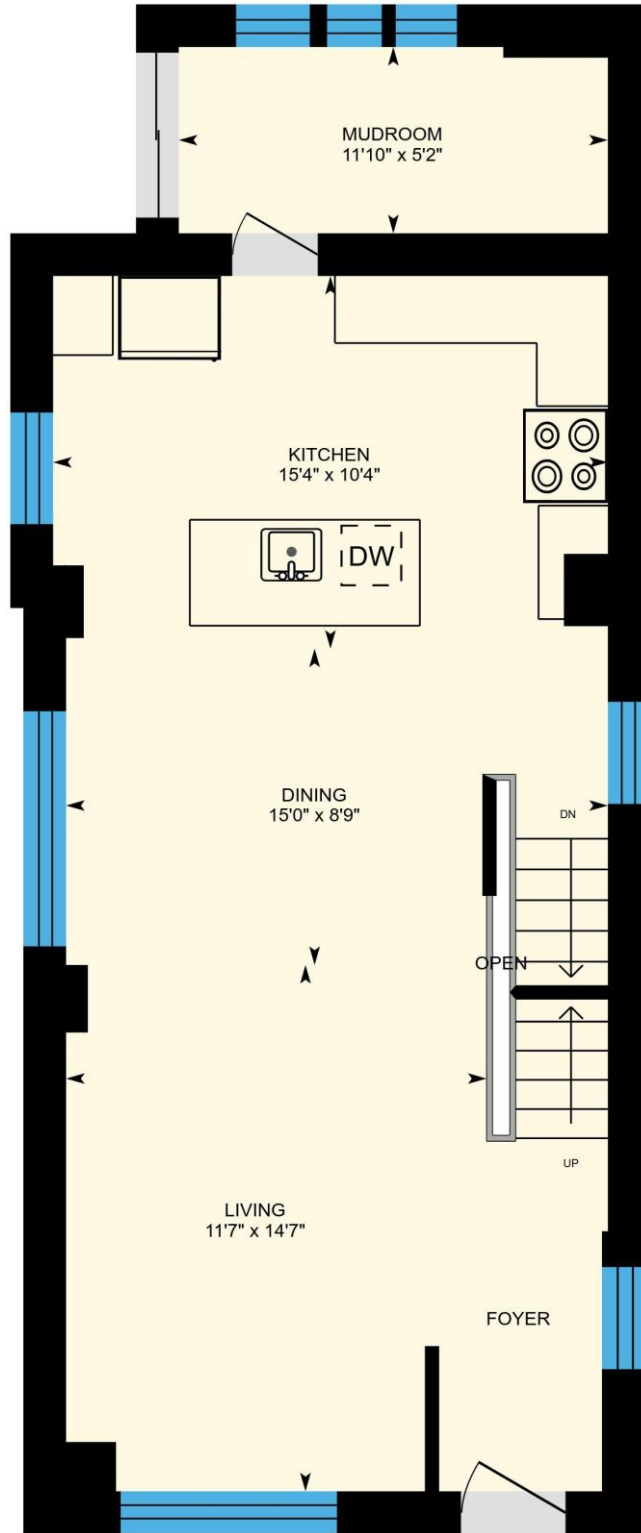 MUDROOM
11'10" x 5'2"
KITCHEN
15'4" x 10'4"
DW
DINING
15'0" x 8'9"
DN
OPEN
UP
LIVING
11'7" x 14'7"
FOYER